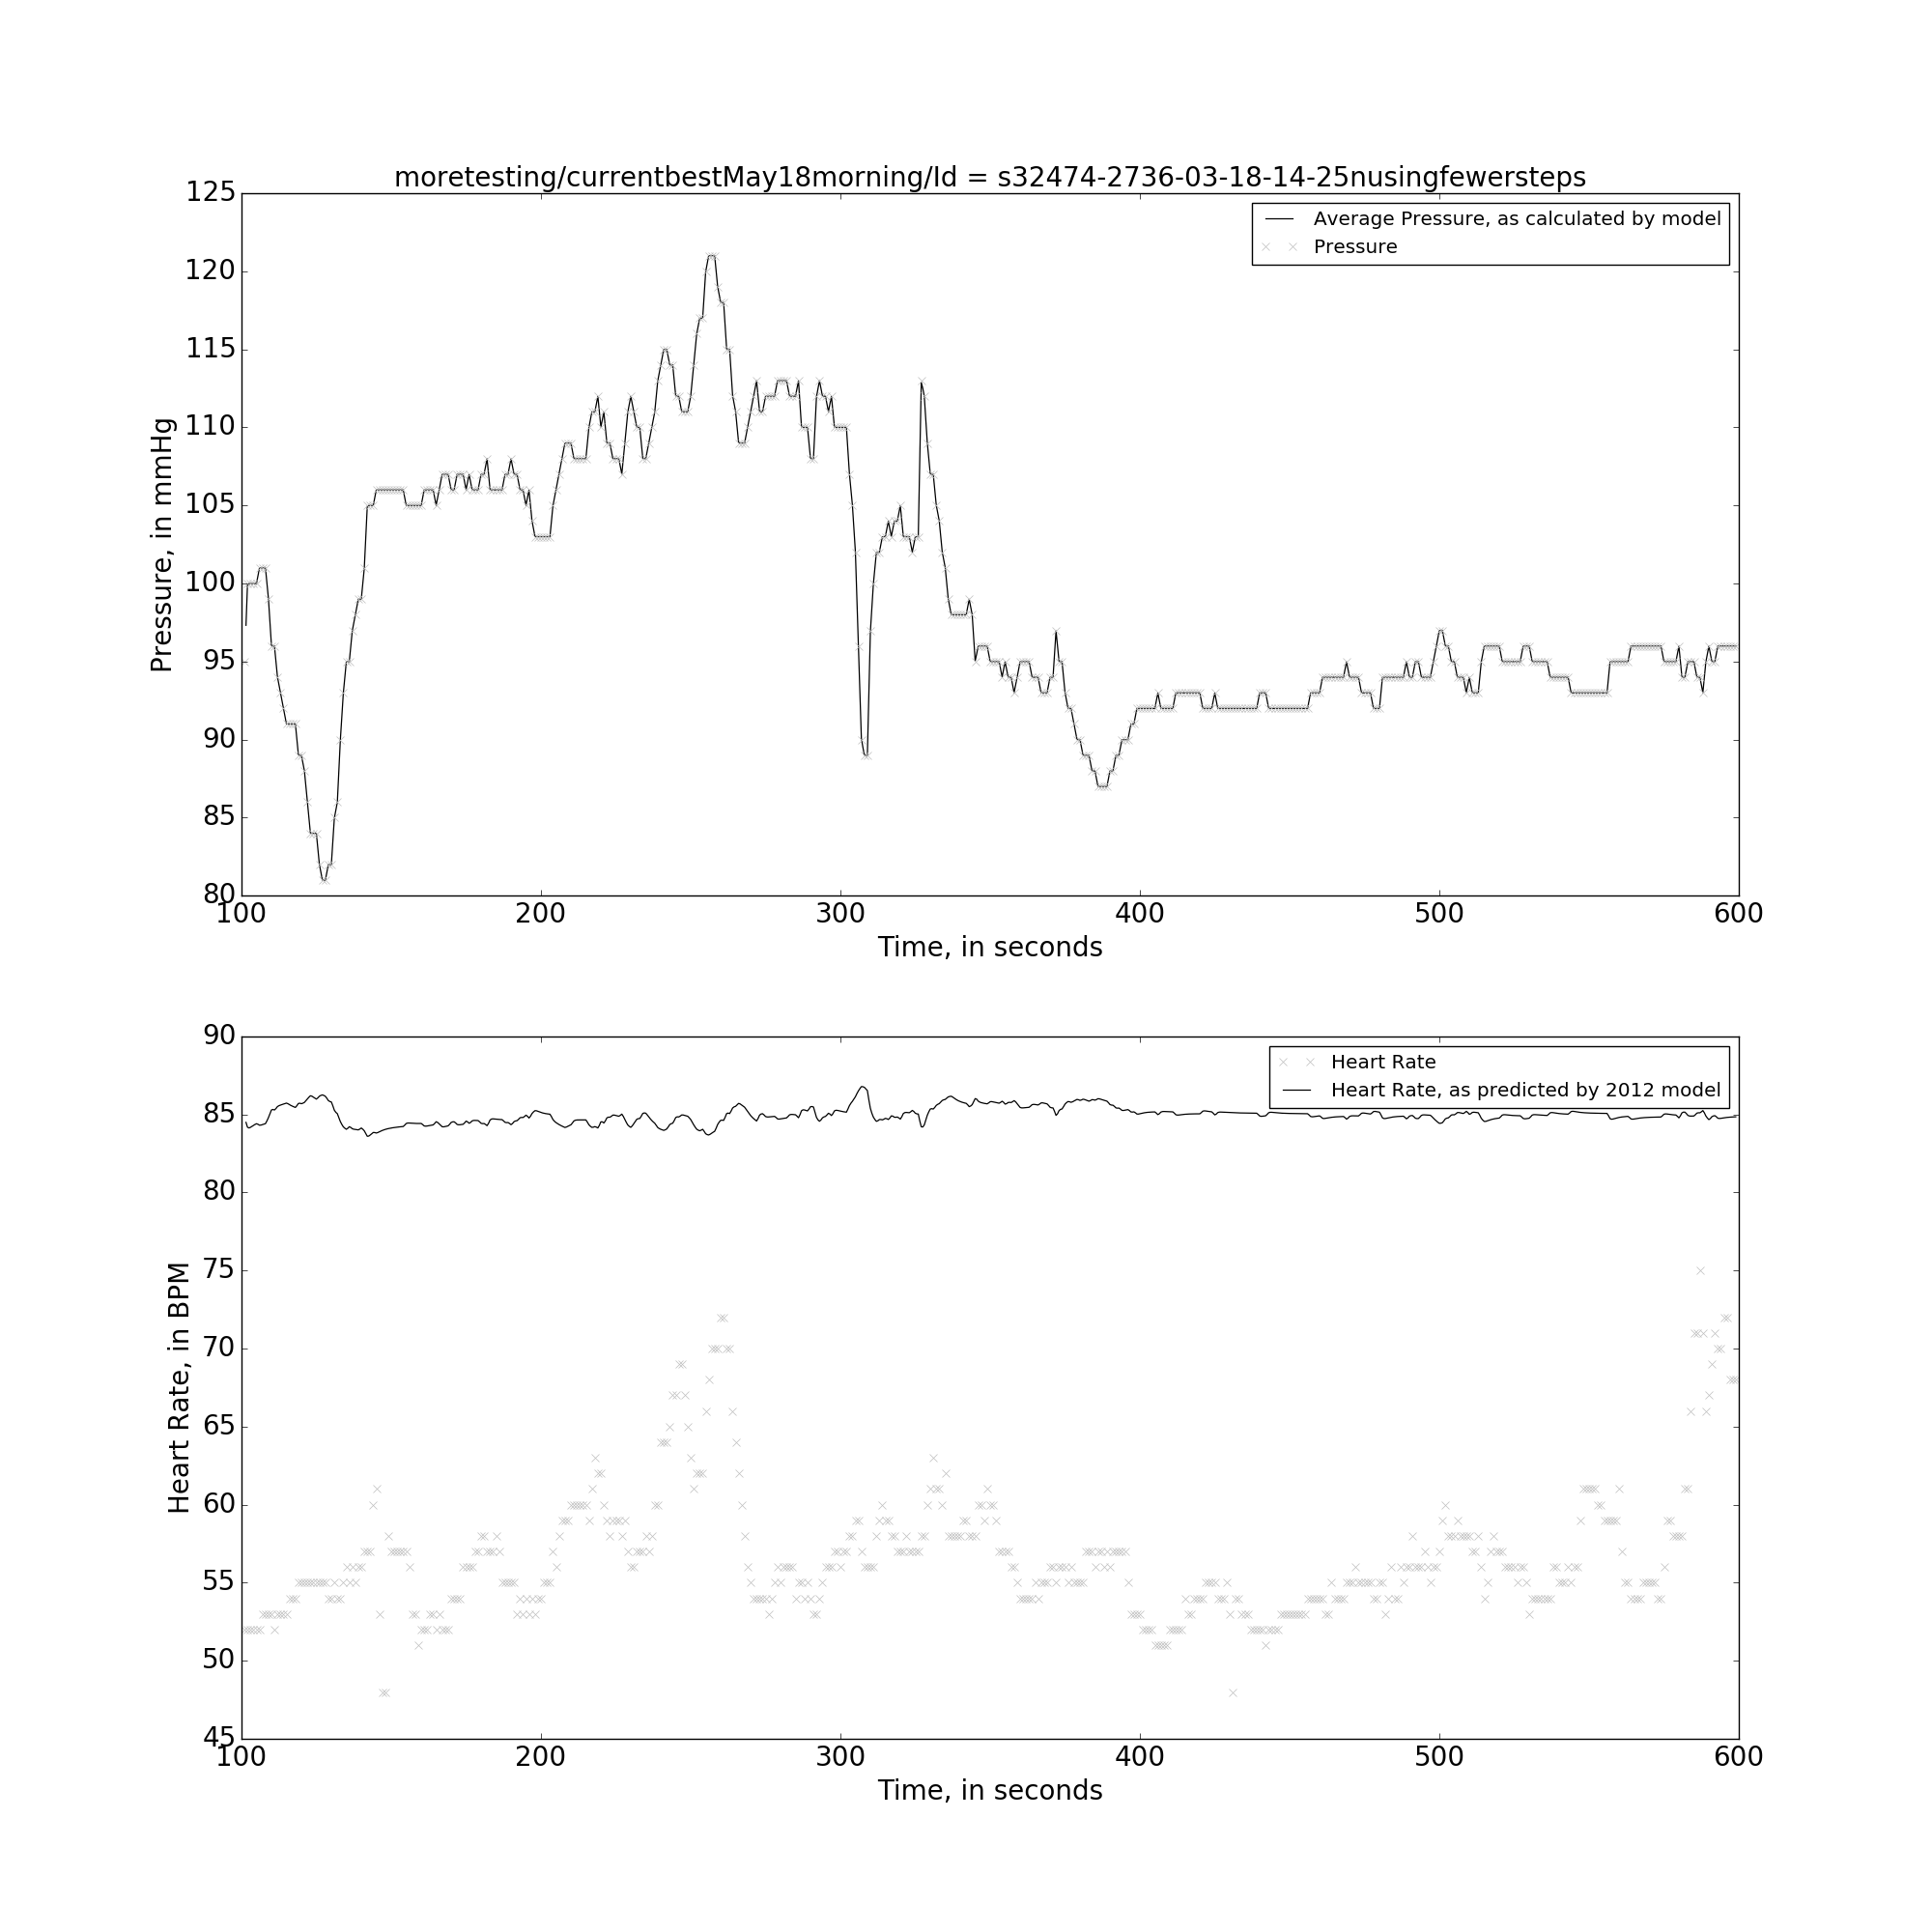 moretesting/currentbestMay18morning/Id = s32474-2736-03-18-14-25nusingfewersteps
125
120
115
110
105
100
95
90
85
80
Pressure, in mmHg
Average Pressure, as calculated by model
Pressure
100 200 300 400 500 600
Time, in seconds
90
85
80
75
70
65
60
55
50
45
Heart Rate, in BPM
Heart Rate
Heart Rate, as predicted by 2012 model
100 200 300 400 500 600
Time, in seconds